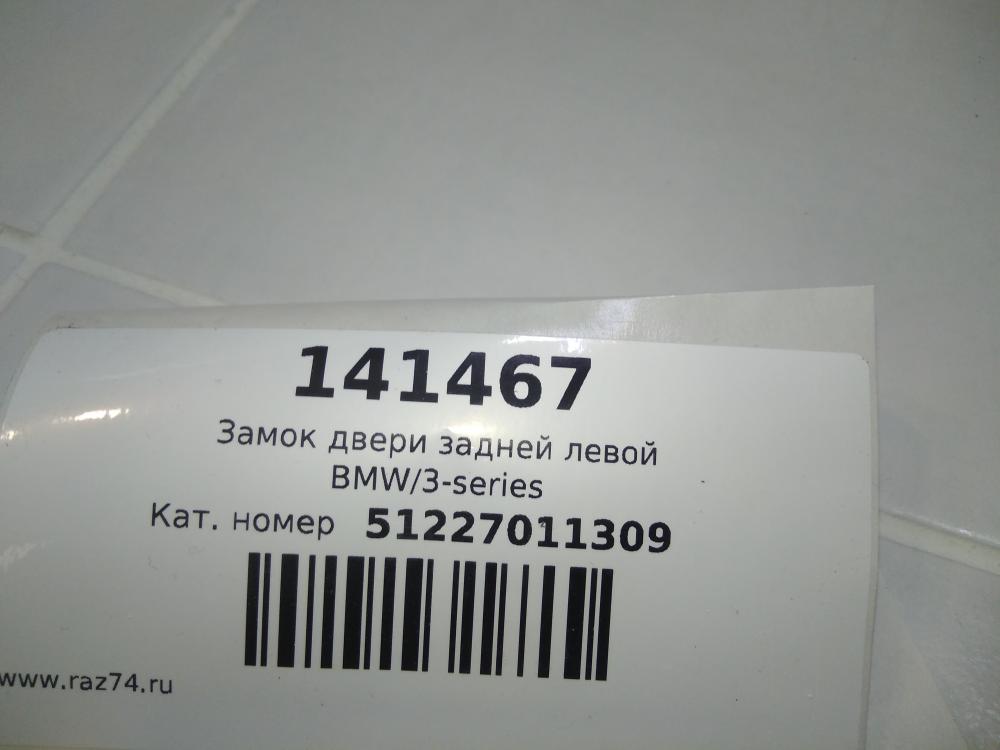 141467
Замок двери задней левой
BMW/3-series
Кат. номер 51227011309
www.raz74.ru